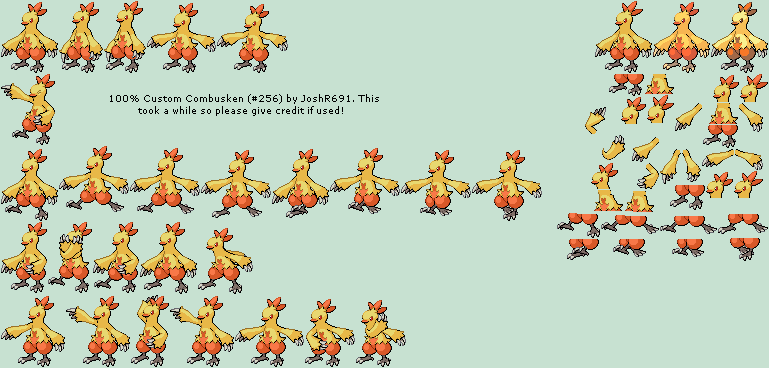 100% Custom Combusken (#256) by JoshR691. This
took a while so please give credit if used!